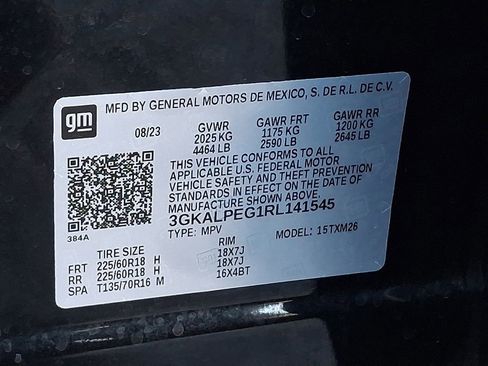 gm
MFD BY GENERAL MOTORS DE MEXICO, S. DE R.L. DE C.V.
08/23 GVWR GAWR FRT GAWR RR
2025 KG 1175 KG 1200 KG
4464 LB 2590 LB 2645 LB
THIS VEHICLE CONFORMS TO ALL
APPLICABLE U.S. FEDERAL MOTOR
VEHICLE SAFETY AND THEFT PREVENTION
STANDARDS IN EFFECT ON THE DATE OF
MANUFACTURE SHOWN ABOVE.
3GKALPEG1RL141545
384A TYPE: MPV MODEL: 15TXM26
TIRE SIZE RIM
FRT 225/60R18 H 18X7J
RR 225/60R18 H 18X7J
SPA T135/70R16 M 16X4BT